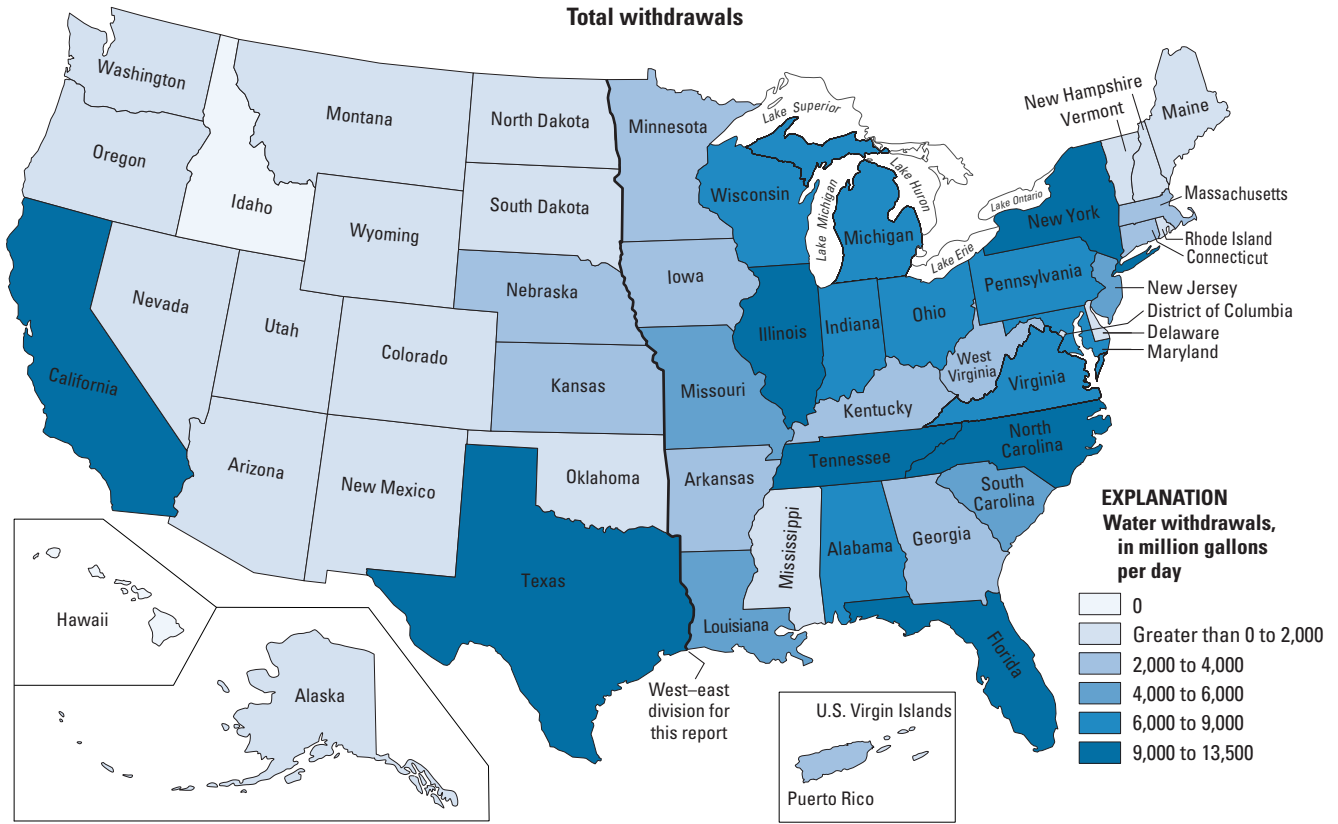 Total withdrawals
Washington
Oregon
California
Idaho
Nevada
Montana
Wyoming
Utah
Arizona
Colorado
New Mexico
North Dakota
South Dakota
Nebraska
Kansas
Oklahoma
Texas
Minnesota
Iowa
Missouri
Arkansas
Louisiana
Wisconsin
Illinois
Michigan
Indiana
Ohio
Kentucky
Tennessee
Mississippi
Alabama
Georgia
Florida
South
Carolina
North
Carolina
Virginia
West
Virginia
Pennsylvania
New York
Maine
New Hampshire
Vermont
Massachusetts
Rhode Island
Connecticut
New Jersey
District of Columbia
Delaware
Maryland
Lake Superior
Lake Michigan
Lake Huron
Lake Erie
Lake Ontario
Hawaii
Alaska
West–east
division for
this report
U.S. Virgin Islands
Puerto Rico
EXPLANATION
Water withdrawals,
in million gallons
per day
0
Greater than 0 to 2,000
2,000 to 4,000
4,000 to 6,000
6,000 to 9,000
9,000 to 13,500